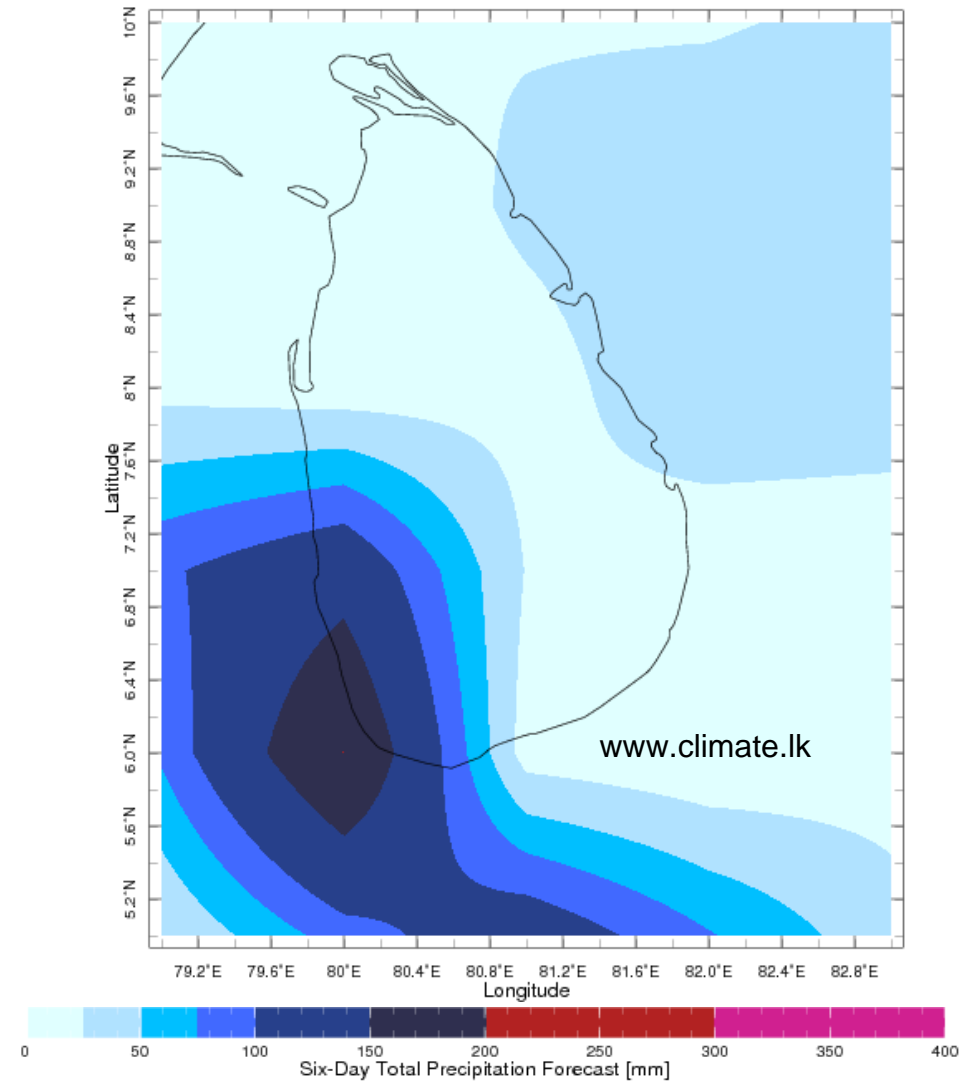 10°N
9.6°N
9.2°N
8.8°N
8.4°N
8°N
7.6°N
7.2°N
6.8°N
6.4°N
6.0°N
5.6°N
5.2°N
Latitude
www.climate.lk
79.2°E 79.6°E 80°E 80.4°E 80.8°E 81.2°E 81.6°E 82.0°E 82.4°E 82.8°E
Longitude
0 50 100 150 200 250 300 350 400
Six-Day Total Precipitation Forecast [mm]